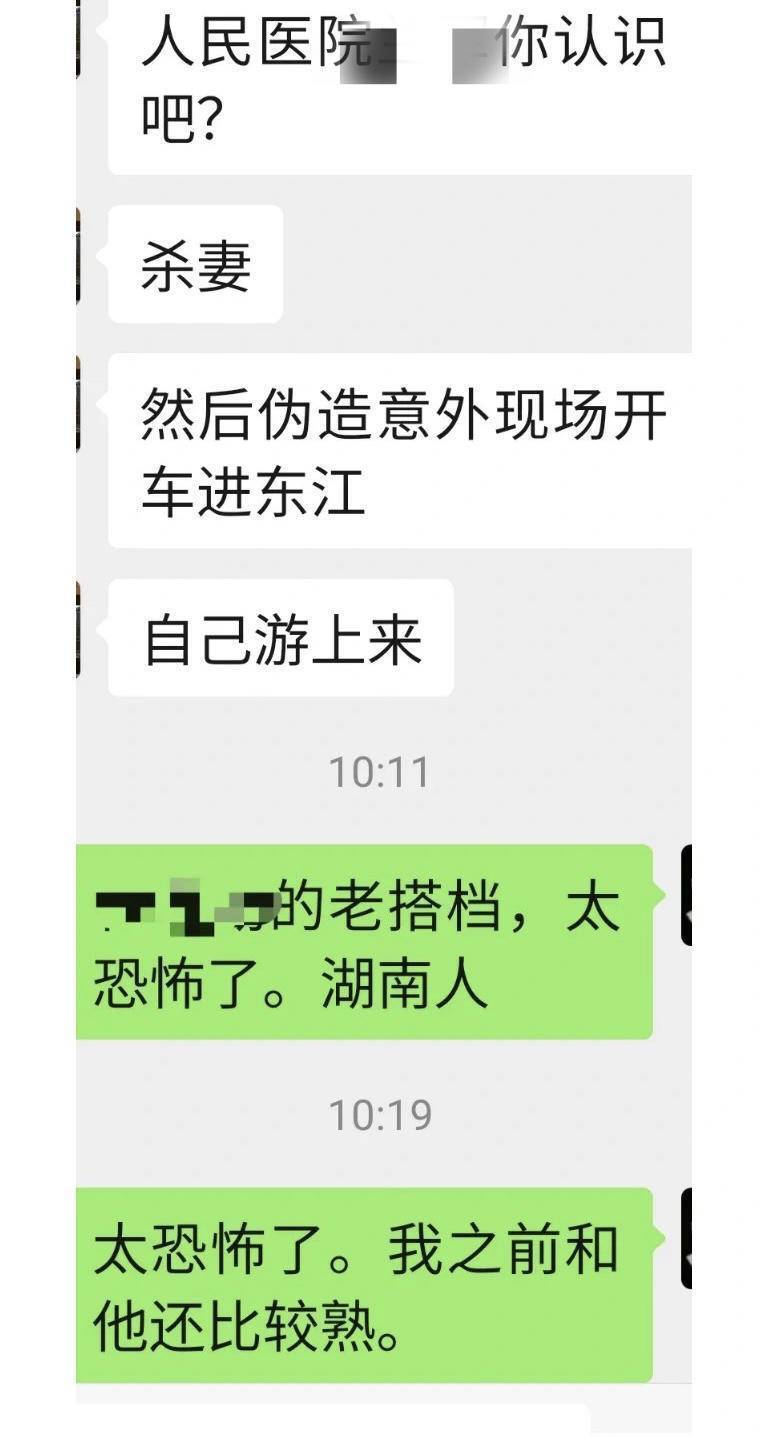 人民医院 你认识
吧？
杀妻
然后伪造意外现场开
车进东江
自己游上来
10:11
的老搭档，太
恐怖了。湖南人
10:19
太恐怖了。我之前和
他还比较熟。